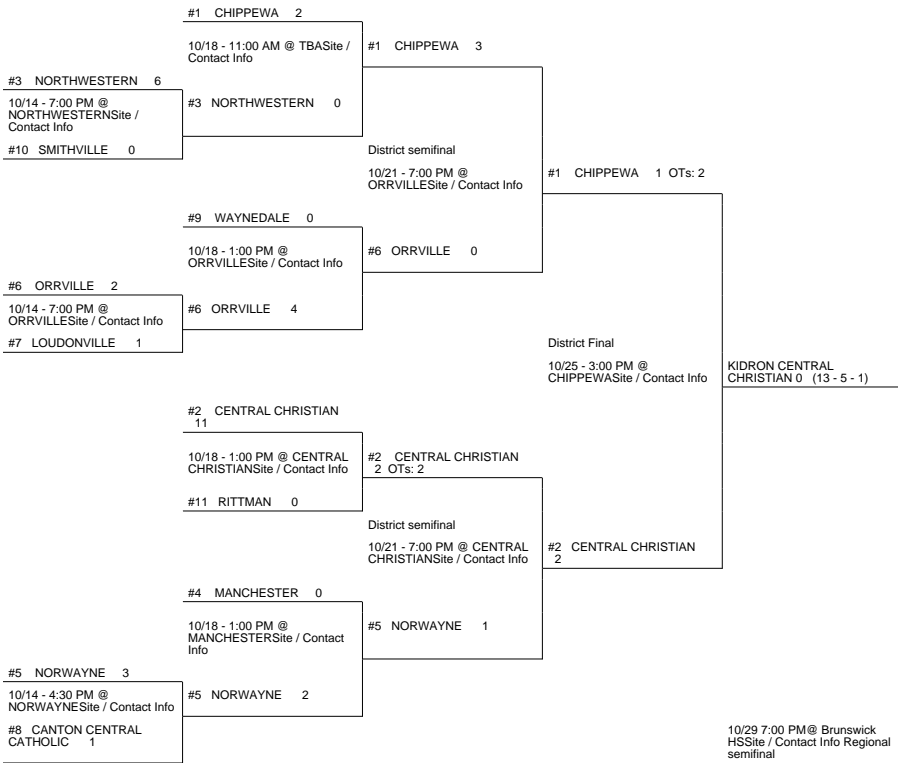 #1 CHIPPEWA 2
10/18 - 11:00 AM @ TBASite /
Contact Info
#1 CHIPPEWA 3
#3 NORTHWESTERN 6
10/14 - 7:00 PM @
NORTHWESTERNSite /
Contact Info
#3 NORTHWESTERN 0
#10 SMITHVILLE 0
District semifinal
10/21 - 7:00 PM @
ORRVILLESite / Contact Info
#1 CHIPPEWA 1 OTs: 2
#9 WAYNEDALE 0
10/18 - 1:00 PM @
ORRVILLESite / Contact Info
#6 ORRVILLE 0
#6 ORRVILLE 2
10/14 - 7:00 PM @
ORRVILLESite / Contact Info
#6 ORRVILLE 4
#7 LOUDONVILLE 1
District Final
10/25 - 3:00 PM @
CHIPPEWASite / Contact Info
KIDRON CENTRAL
CHRISTIAN 0 (13 - 5 - 1)
#2 CENTRAL CHRISTIAN
11
10/18 - 1:00 PM @ CENTRAL
CHRISTIANSite / Contact Info
#2 CENTRAL CHRISTIAN
2 OTs: 2
#11 RITTMAN 0
District semifinal
10/21 - 7:00 PM @ CENTRAL
CHRISTIANSite / Contact Info
#2 CENTRAL CHRISTIAN
2
#4 MANCHESTER 0
10/18 - 1:00 PM @
MANCHESTERSite / Contact
Info
#5 NORWAYNE 1
#5 NORWAYNE 3
10/14 - 4:30 PM @
NORWAYNESite / Contact Info
#5 NORWAYNE 2
#8 CANTON CENTRAL
CATHOLIC 1
10/29 7:00 PM@ Brunswick
HSSite / Contact Info Regional
semifinal